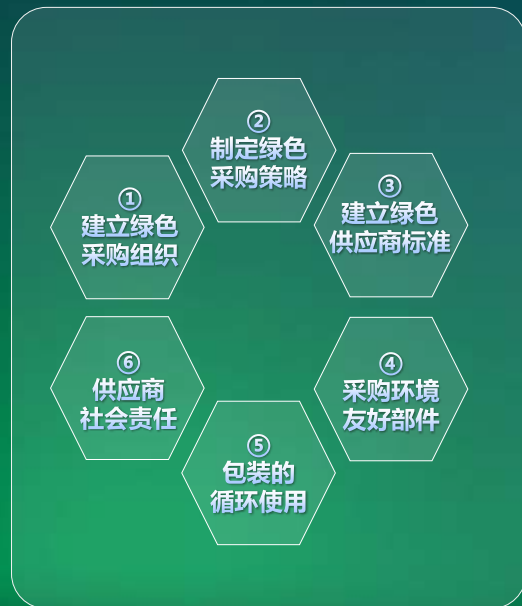 ①
建立绿色
采购组织
②
制定绿色
采购策略
③
建立绿色
供应商标准
④
采购环境
友好部件
⑤
包装的
循环使用
⑥
供应商
社会责任